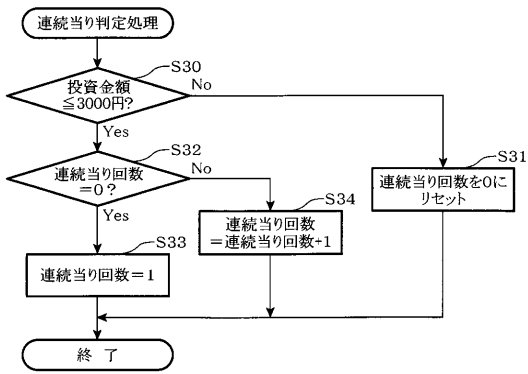 連続当り判定処理
S30
投資金額
≦3000円?
No
Yes
S32
連続当り回数
=0?
No
Yes
S31
連続当り回数を0に
リセット
S34
連続当り回数
=連続当り回数+1
S33
連続当り回数=1
終了